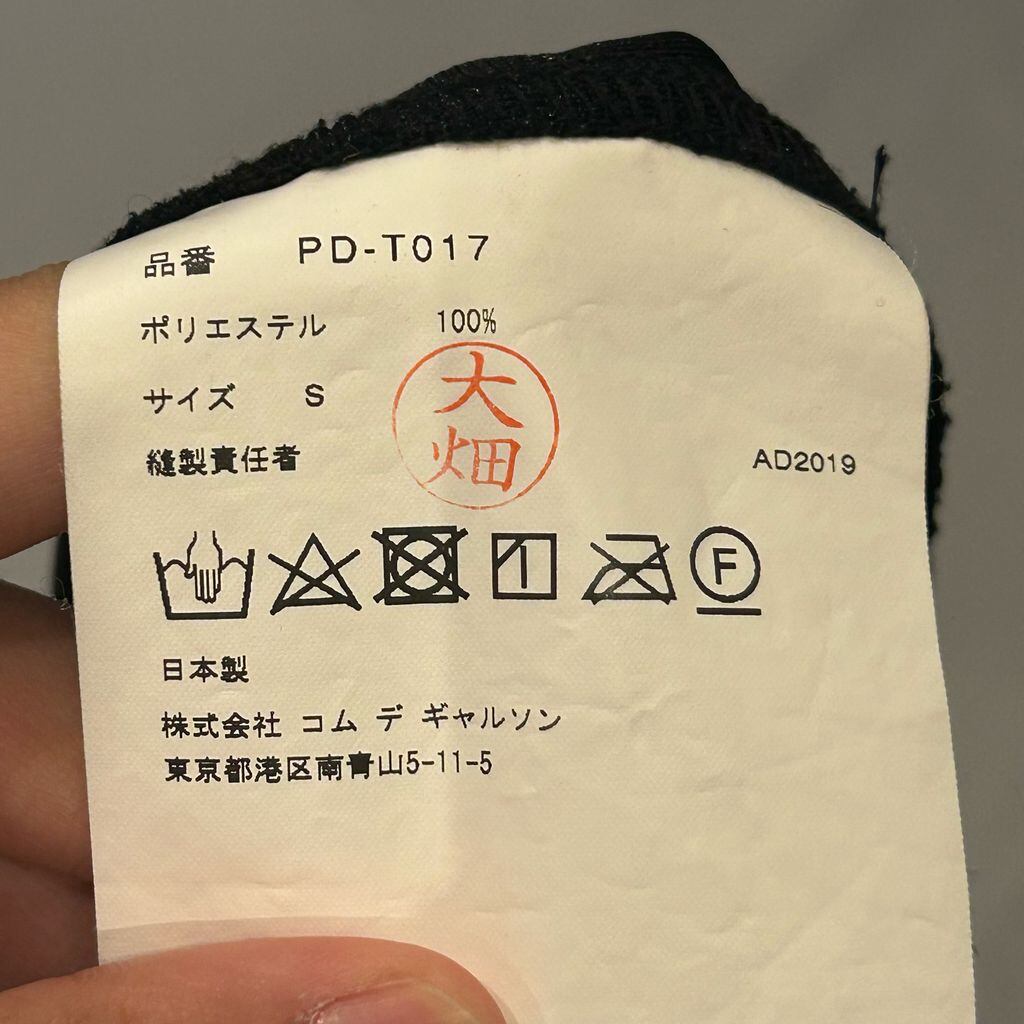 品番 PD-T017
ポリエステル 100%
サイズ S
大畑
縫製責任者 AD2019
F
日本製
株式会社 コム デ ギャルソン
東京都港区南青山5-11-5